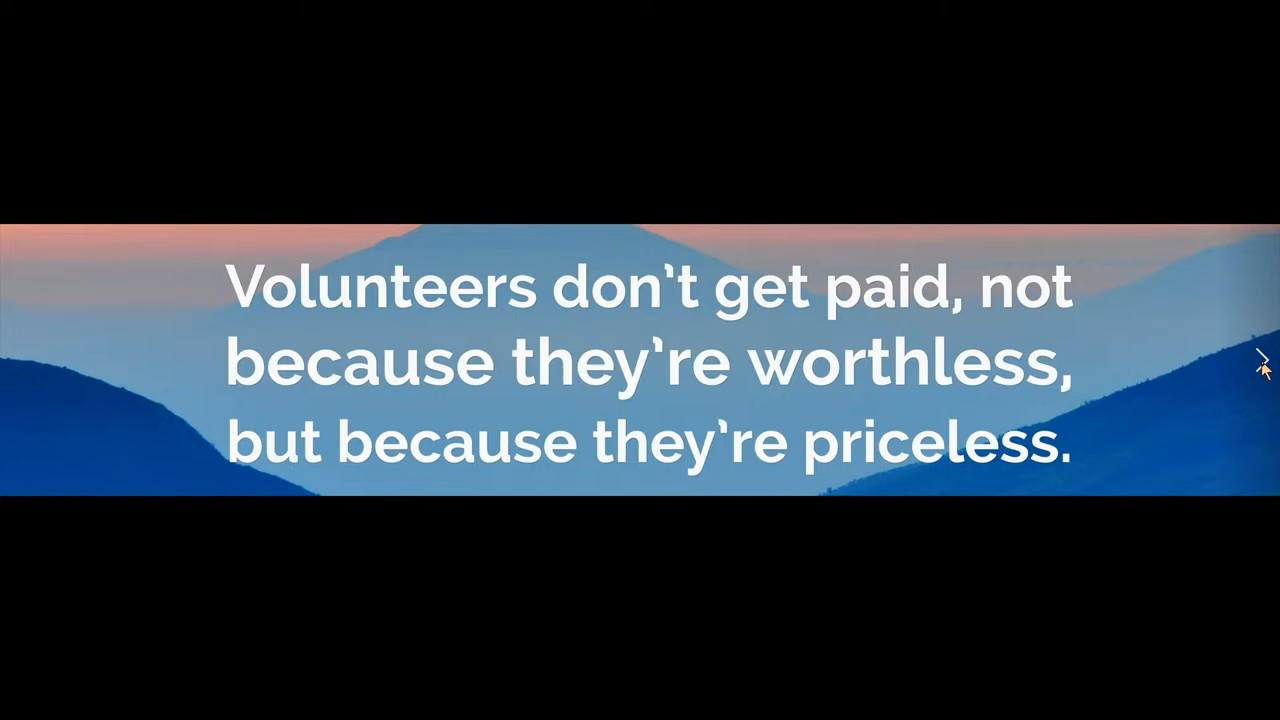 Volunteers don’t get paid, not
because they’re worthless,
but because they’re priceless.